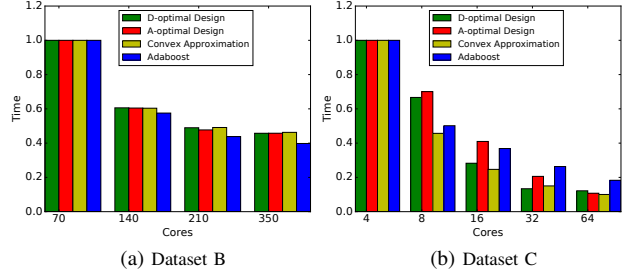 1.2
1.0
0.8
0.6
0.4
0.2
0.0
Time
D-optimal Design
A-optimal Design
Convex Approximation
Adaboost
70 140 210 350
Cores
(a) Dataset B
1.2
1.0
0.8
0.6
0.4
0.2
0.0
Time
D-optimal Design
A-optimal Design
Convex Approximation
Adaboost
4 8 16 32 64
Cores
(b) Dataset C